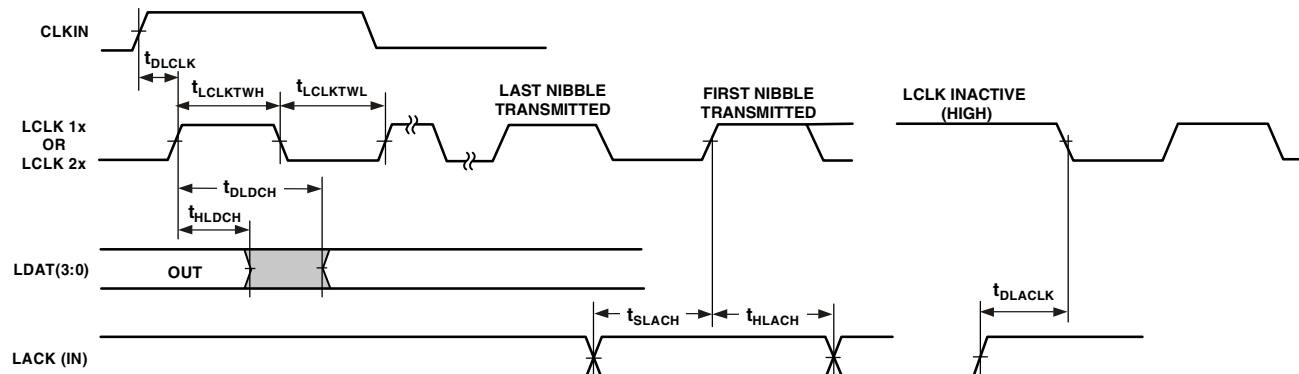 CLKIN
tDLCLK
tLCLKTWH
tLCLKTWL
LAST NIBBLE
TRANSMITTED
FIRST NIBBLE
TRANSMITTED
LCLK INACTIVE
(HIGH)
LCLK 1x
OR
LCLK 2x
tDLDCH
tHLDCH
LDAT(3:0)
OUT
tSLACH
tHLACH
tDLACLK
LACK (IN)